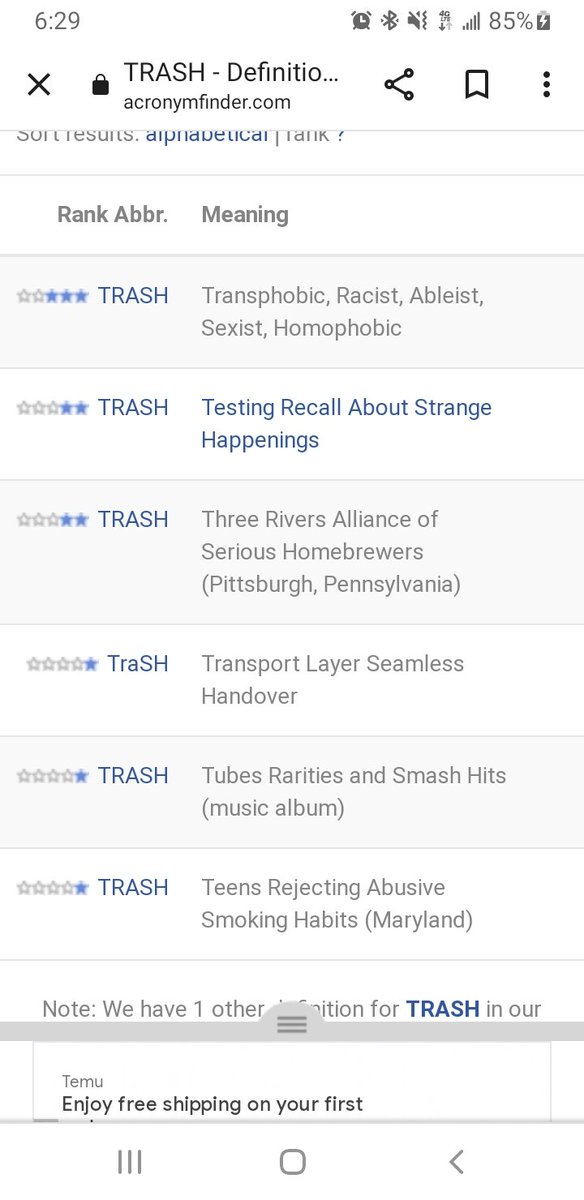 6:29 85%
TRASH - Definitio...
acronymfinder.com
Sort results: alphabetical | rank ?
Rank Abbr. Meaning
TRASH Transphobic, Racist, Ableist,
Sexist, Homophobic
TRASH Testing Recall About Strange
Happenings
TRASH Three Rivers Alliance of
Serious Homebrewers
(Pittsburgh, Pennsylvania)
TraSH Transport Layer Seamless
Handover
TRASH Tubes Rarities and Smash Hits
(music album)
TRASH Teens Rejecting Abusive
Smoking Habits (Maryland)
Note: We have 1 other definition for TRASH in our
Temu
Enjoy free shipping on your first